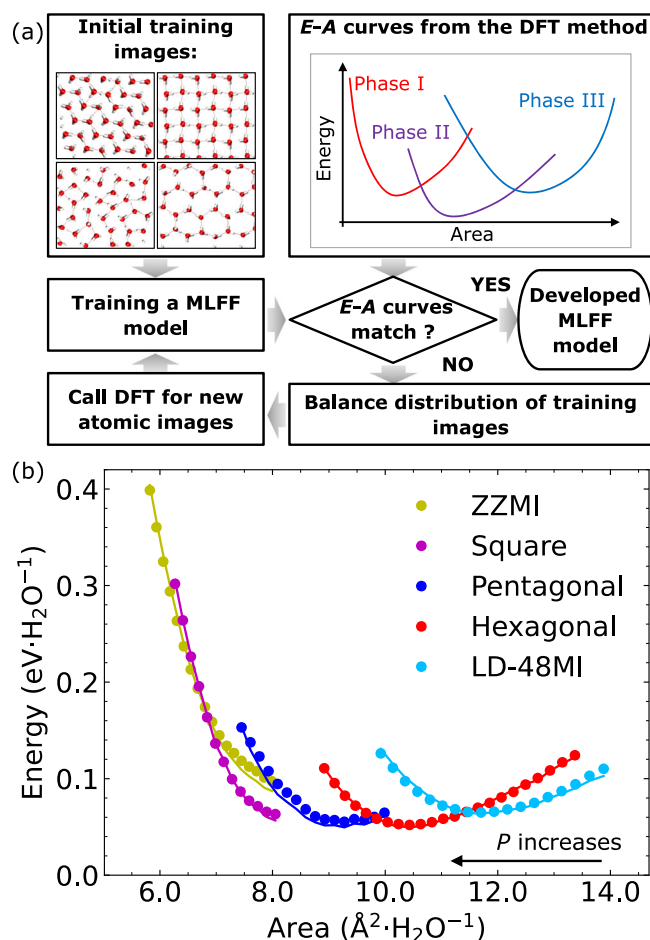 (a)
Initial training
images:
E–A curves from the DFT method
Phase I
Phase III
Phase II
Energy
Area
Training a MLFF
model
E–A curves
match ?
YES
Developed
MLFF
model
NO
Call DFT for new
atomic images
Balance distribution of training
images
(b)
0.4
0.3
0.2
0.1
0.0
Energy (eV·H₂O⁻¹)
ZZMI
Square
Pentagonal
Hexagonal
LD-48MI
P increases
6.0 8.0 10.0 12.0 14.0
Area (Å²·H₂O⁻¹)